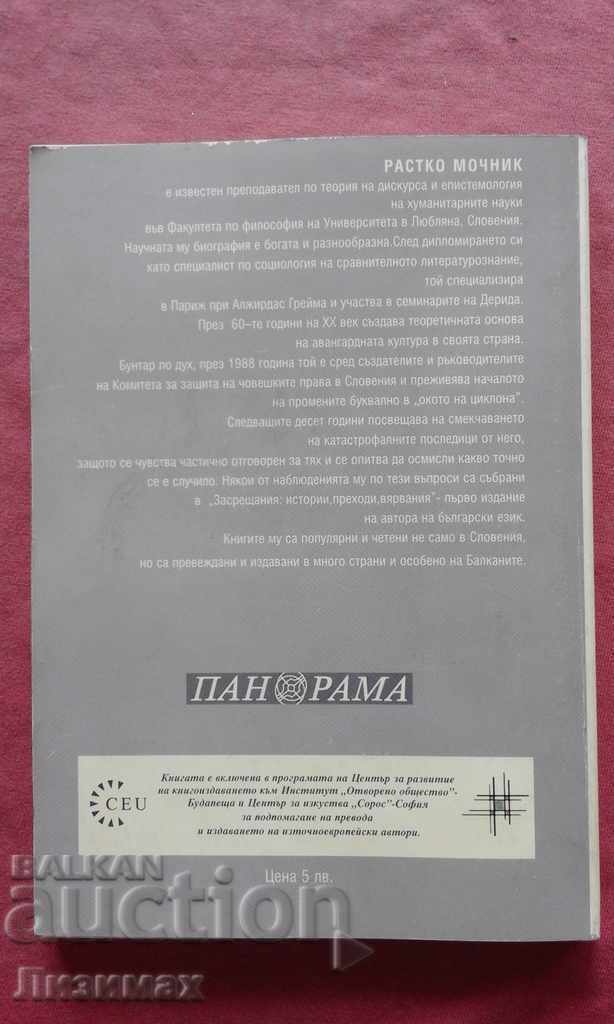 РАСТКО МОЧНИК
е известен преподавател по теория на дискурса и епистемология
на хуманитарните науки
във Факултета по философия на Университета в Любляна, Словения.
Научната му биография е богата и разнообразна.След дипломирането си
като специалист по социология на сравнителното литературознание,
той специализира
в Париж при Алжирдас Грейма и участва в семинарите на Дерида.
През 60–те години на XX век създава теоретичната основа
на авангардната култура в своята страна.
Бунтар по дух, през 1988 година той е сред създателите и ръководителите
на Комитета за защита на човешките права в Словения и преживява началото
на промените буквално в „окото на циклона”.
Следващите десет години посвещава на смекчаването
на катастрофалните последици от него,
защото се чувства частично отговорен за тях и се опитва да осмисли какво точно
се е случило. Някои от наблюденията му по тези въпроси са събрани
в „Засрещания: истории,преходи,вярвания”- първо издание
на автора на български език.
Книгите му са популярни и четени не само в Словения,
но са превеждани и издавани в много страни и особено на Балканите.
ПАНОРАМА
CEU
Книгата е включена в програмата на Център за развитие
на книгоиздаването към Институт „Отворено общество”-
Будапеща и Център за изкуства „Сорос”-София
за подпомагане на превода
и издаването на източноевропейски автори.
Цена 5 лв.
BALKAN
auction
Лизимах